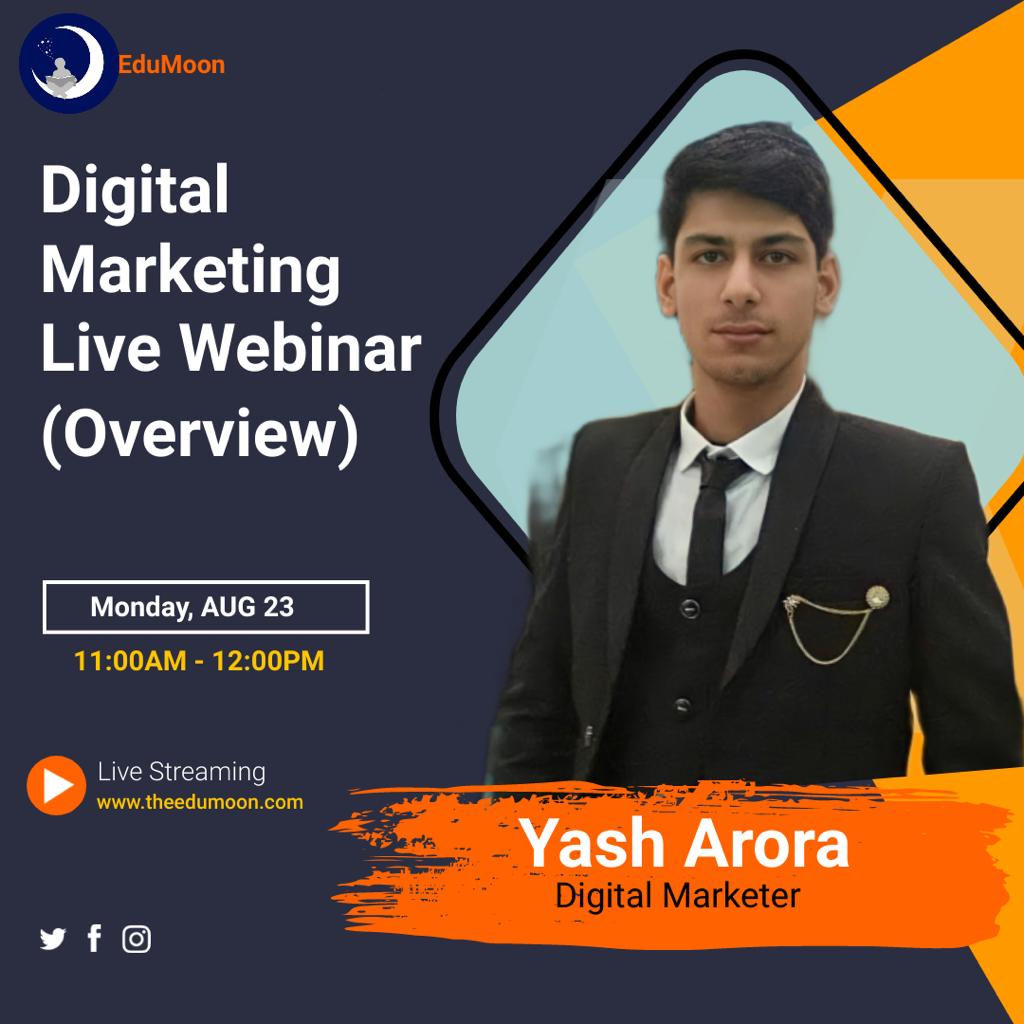 EduMoon
Digital
Marketing
Live Webinar
(Overview)
Monday, AUG 23
11:00AM - 12:00PM
Live Streaming
www.theedumoon.com
Yash Arora
Digital Marketer